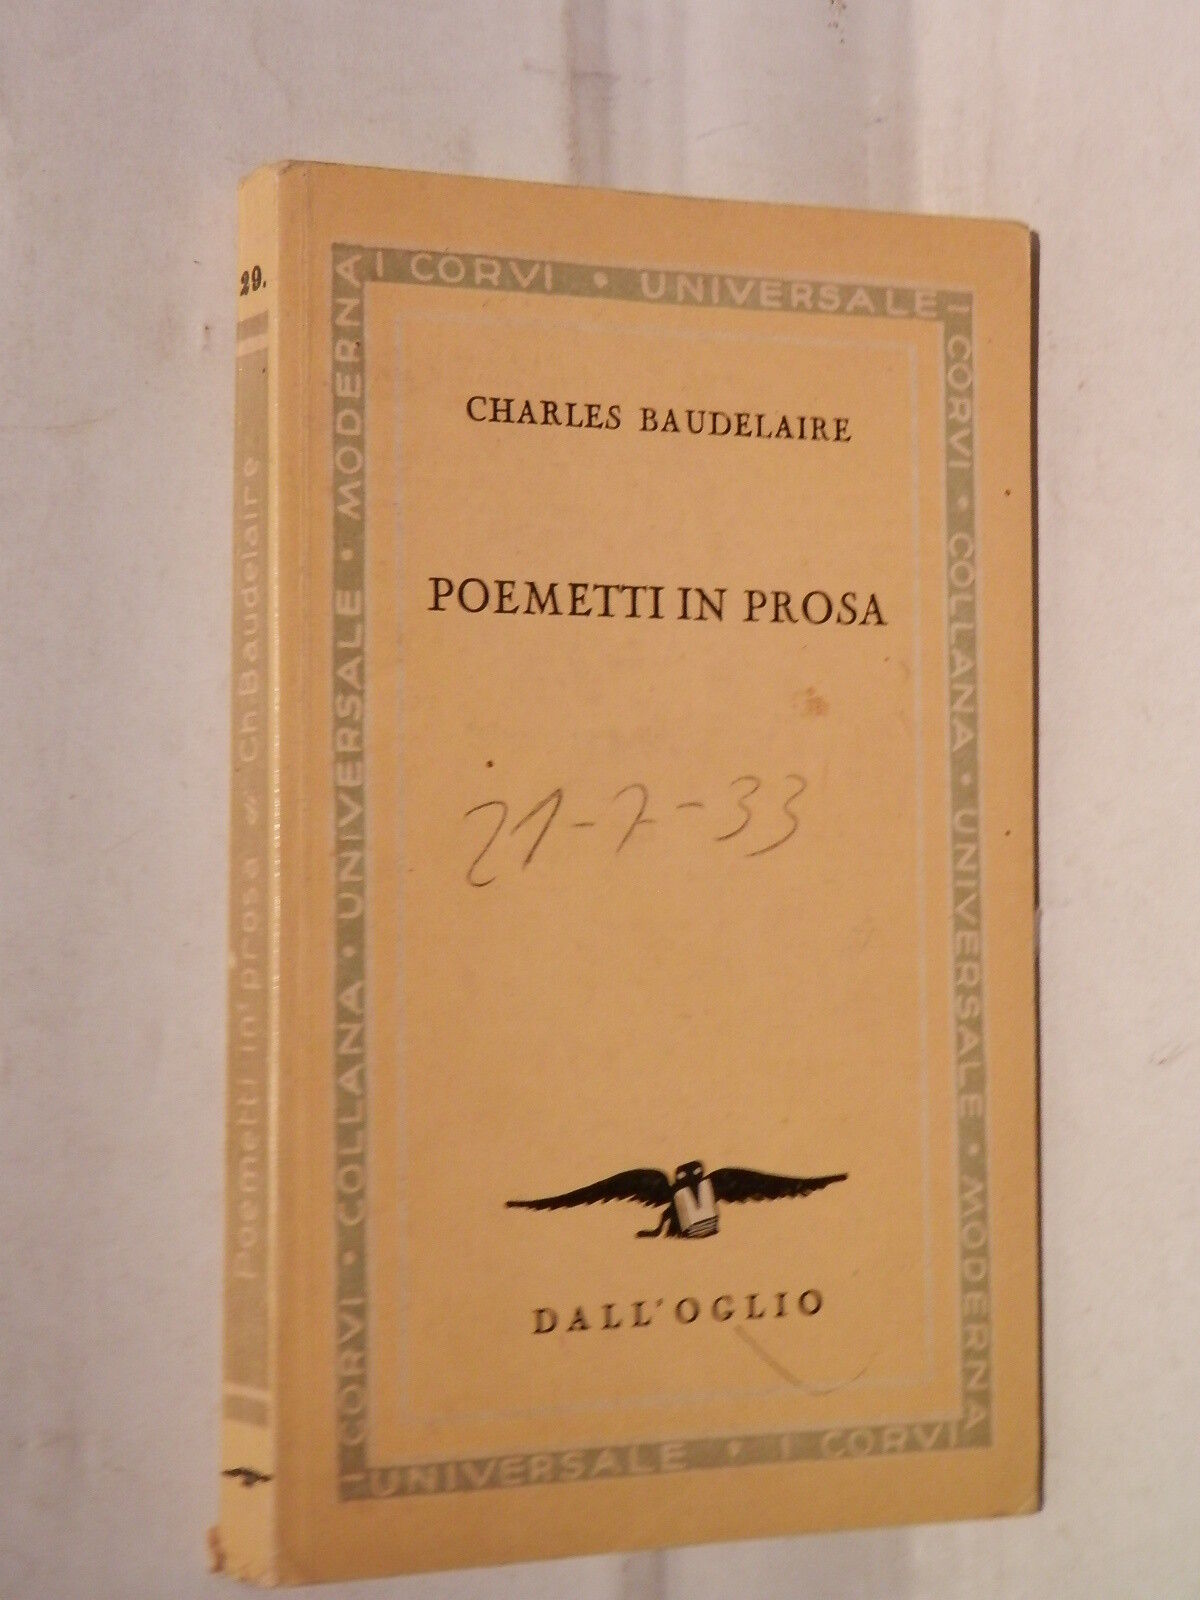 29.
Poemetti in prosa Ch. Baudelaire
I CORVI • UNIVERSALE
I CORVI • COLLANA • UNIVERSALE • MODERNA
I CORVI • COLLANA • UNIVERSALE • MODERNA
CHARLES BAUDELAIRE
POEMETTI IN PROSA
21-7-33
DALL'OGLIO
UNIVERSALE • I CORVI